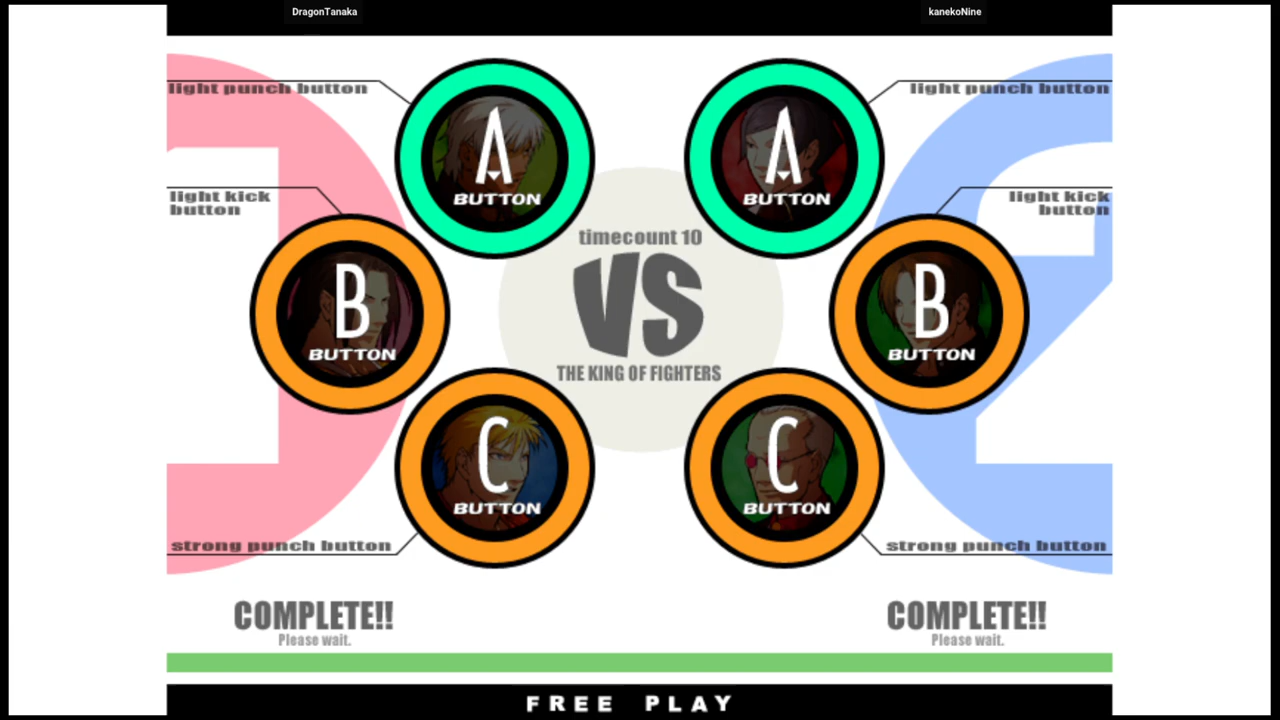 DragonTanaka
kanekoNine
light punch button
light punch button
A
BUTTON
A
BUTTON
light kick
button
light kick
button
timecount 10
VS
THE KING OF FIGHTERS
B
BUTTON
B
BUTTON
C
BUTTON
C
BUTTON
strong punch button
strong punch button
COMPLETE!!
Please wait.
COMPLETE!!
Please wait.
FREE PLAY
1
2